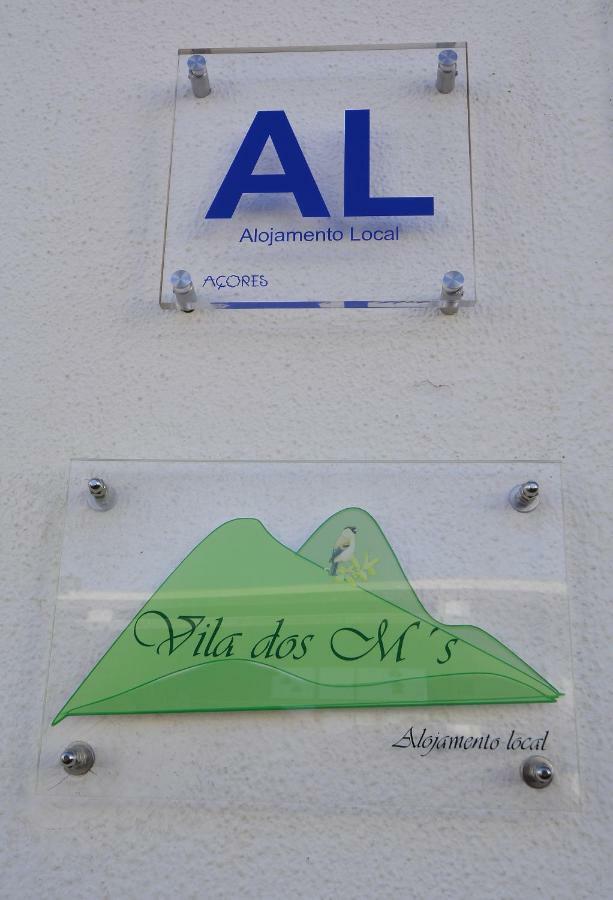 AL
Alojamento Local
AÇORES
Vila dos M´s
Alojamento local